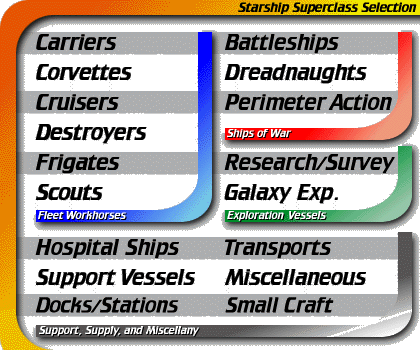 Starship Superclass Selection
Carriers
Corvettes
Cruisers
Destroyers
Frigates
Scouts
Fleet Workhorses
Battleships
Dreadnaughts
Perimeter Action
Ships of War
Research/Survey
Galaxy Exp.
Exploration Vessels
Hospital Ships
Support Vessels
Docks/Stations
Transports
Miscellaneous
Small Craft
Support, Supply, and Miscellany